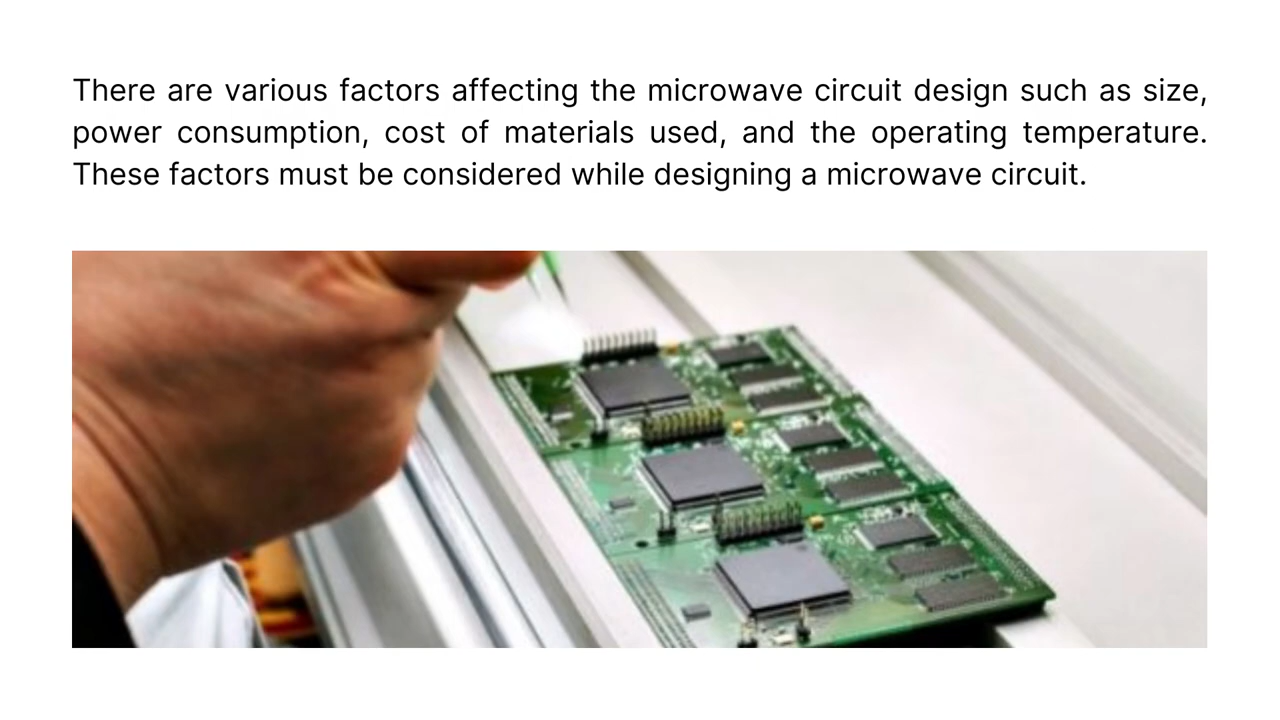 There are various factors affecting the microwave circuit design such as size,
power consumption, cost of materials used, and the operating temperature.
These factors must be considered while designing a microwave circuit.